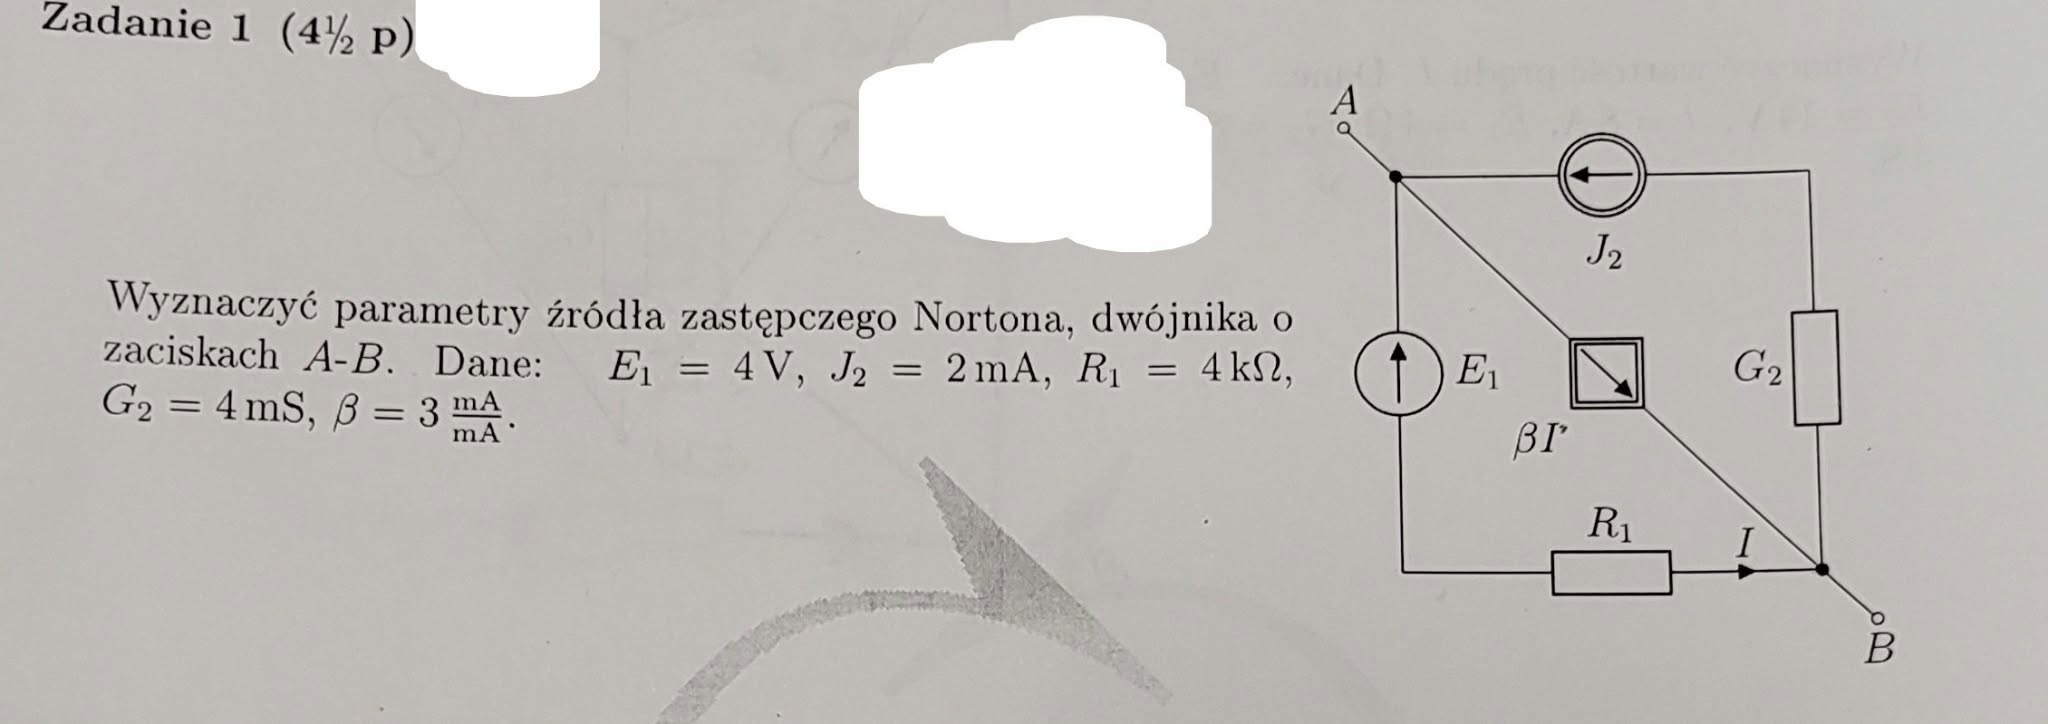 Zadanie 1 (4½ p)
Wyznaczyć parametry źródła zastępczego Nortona, dwójnika o
zaciskach A-B. Dane: E₁ = 4 V, J₂ = 2 mA, R₁ = 4 kΩ,
G₂ = 4 mS, β = 3 mA/mA.
A
J₂
E₁
G₂
βI
R₁
I
B